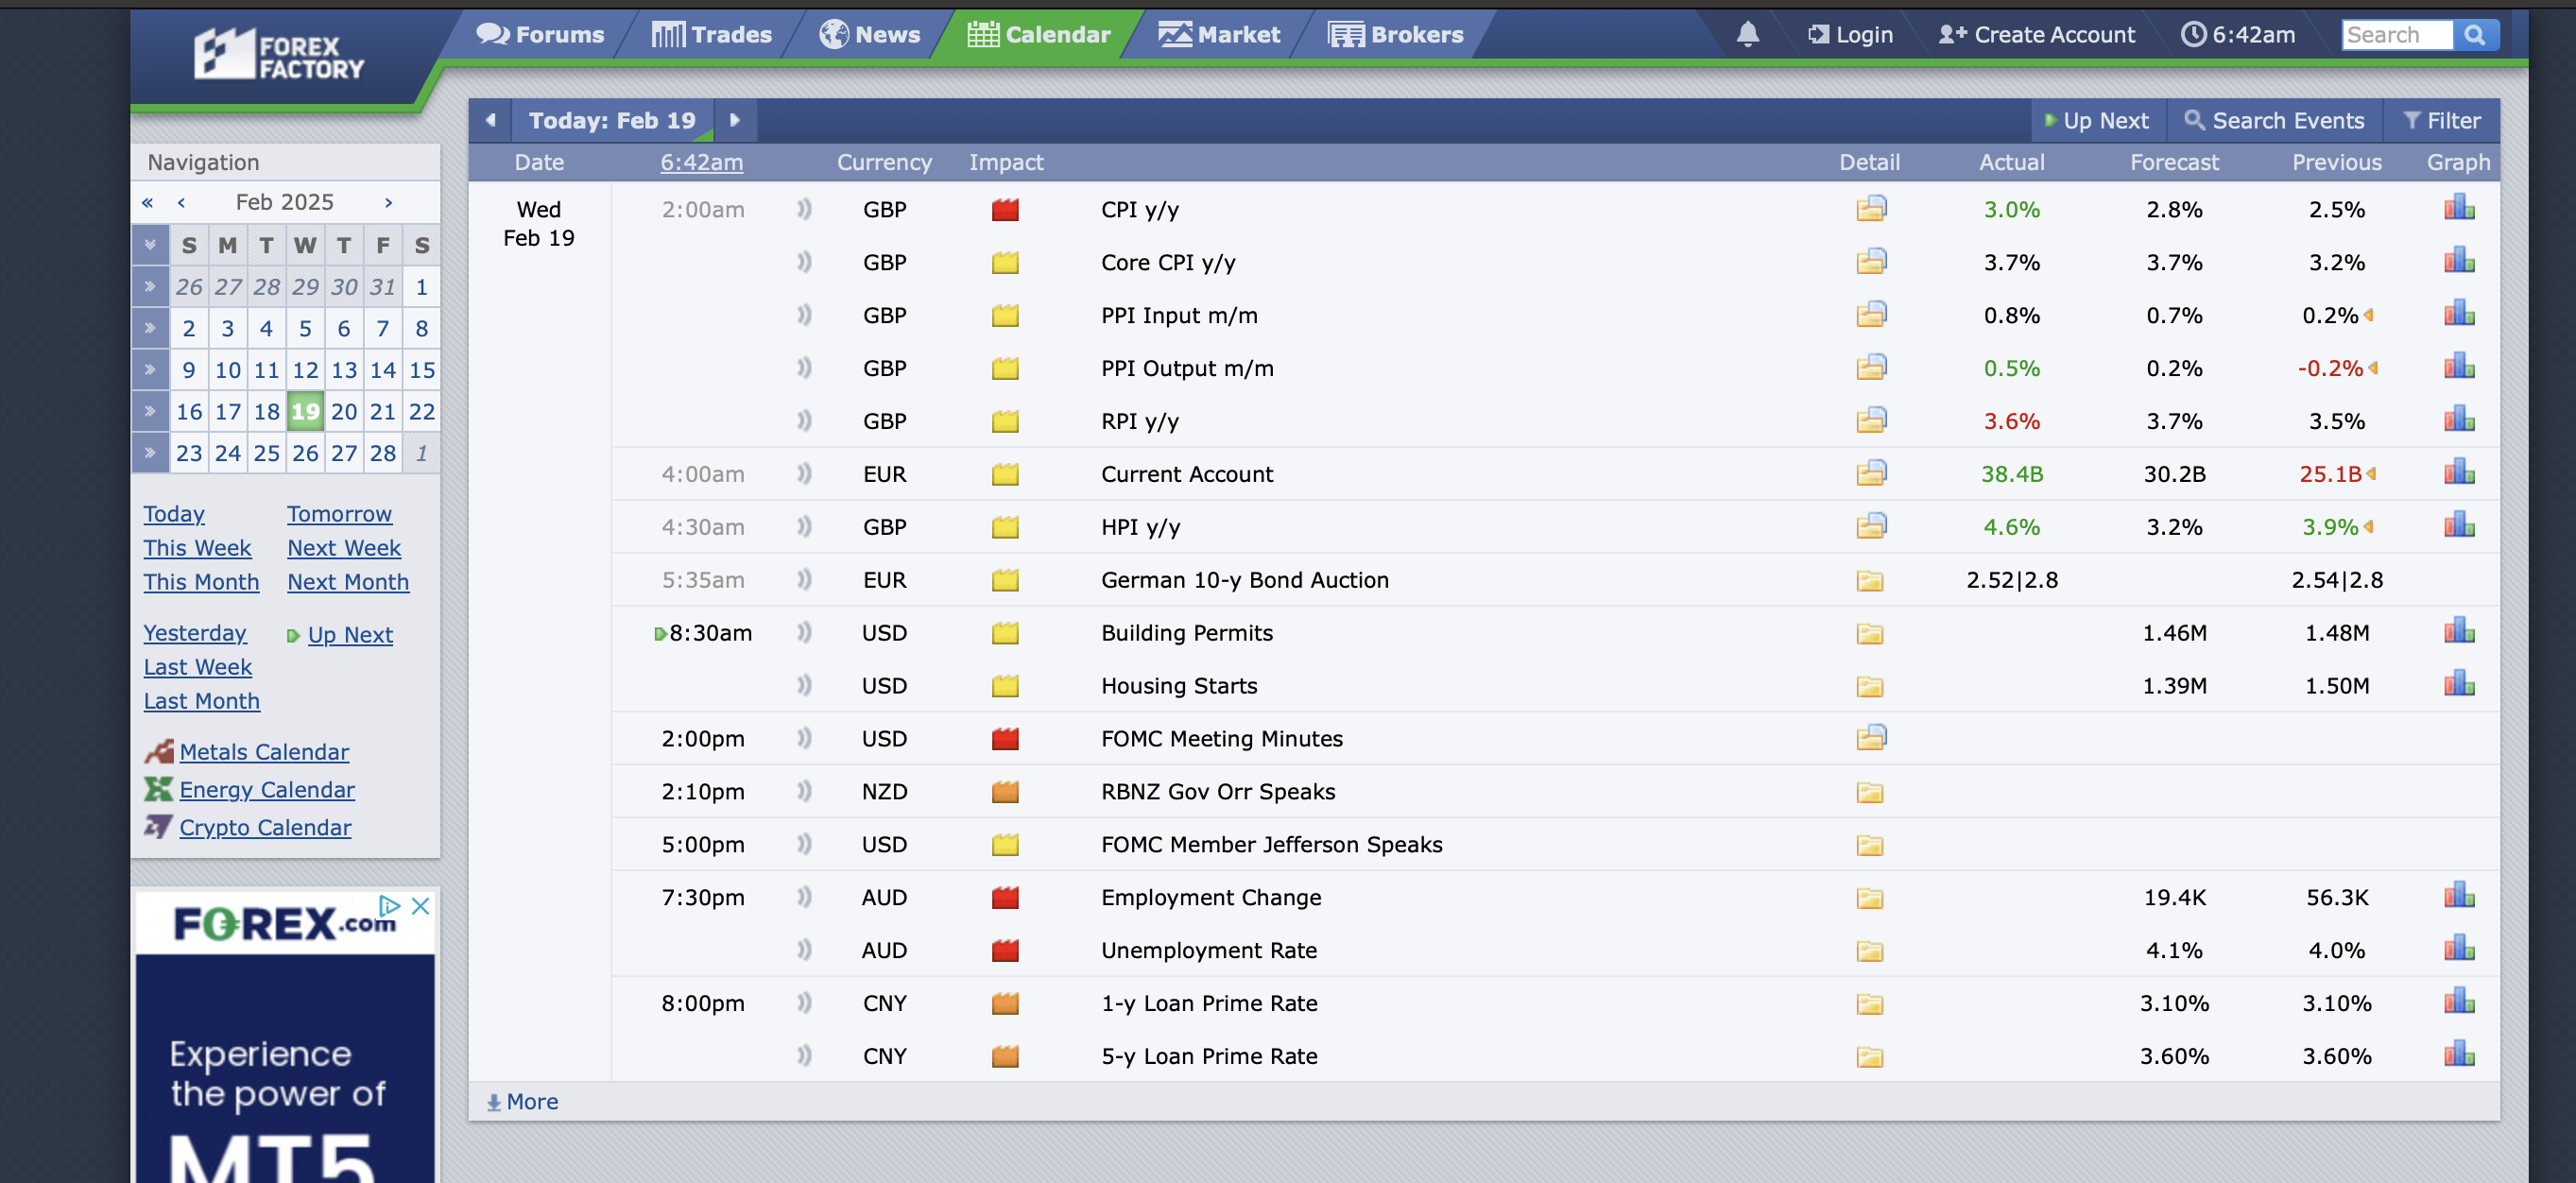 FOREX FACTORY
Forums Trades News Calendar Market Brokers Login Create Account 6:42am Search
Navigation
« ‹ Feb 2025 ›
S M T W T F S
26 27 28 29 30 31 1
2 3 4 5 6 7 8
9 10 11 12 13 14 15
16 17 18 19 20 21 22
23 24 25 26 27 28 1
Today Tomorrow
This Week Next Week
This Month Next Month
Yesterday Up Next
Last Week
Last Month
Metals Calendar
Energy Calendar
Crypto Calendar
FOREX.com
Experience
the power of
MT5
Today: Feb 19 Up Next Search Events Filter
Date 6:42am Currency Impact Detail Actual Forecast Previous Graph
Wed
Feb 19
2:00am GBP CPI y/y 3.0% 2.8% 2.5%
GBP Core CPI y/y 3.7% 3.7% 3.2%
GBP PPI Input m/m 0.8% 0.7% 0.2%
GBP PPI Output m/m 0.5% 0.2% -0.2%
GBP RPI y/y 3.6% 3.7% 3.5%
4:00am EUR Current Account 38.4B 30.2B 25.1B
4:30am GBP HPI y/y 4.6% 3.2% 3.9%
5:35am EUR German 10-y Bond Auction 2.52|2.8 2.54|2.8
8:30am USD Building Permits 1.46M 1.48M
USD Housing Starts 1.39M 1.50M
2:00pm USD FOMC Meeting Minutes
2:10pm NZD RBNZ Gov Orr Speaks
5:00pm USD FOMC Member Jefferson Speaks
7:30pm AUD Employment Change 19.4K 56.3K
AUD Unemployment Rate 4.1% 4.0%
8:00pm CNY 1-y Loan Prime Rate 3.10% 3.10%
CNY 5-y Loan Prime Rate 3.60% 3.60%
More